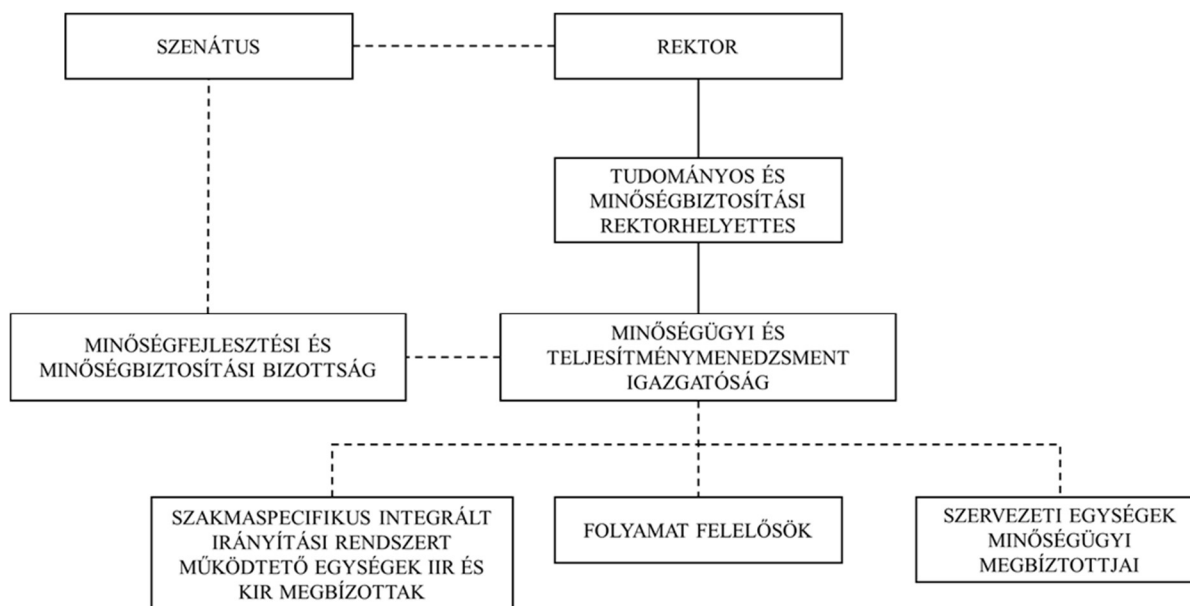 SZENÁTUS
REKTOR
TUDOMÁNYOS ÉS
MINŐSÉGBIZTOSÍTÁSI
REKTORHELYETTES
MINŐSÉGFEJLESZTÉSI ÉS
MINŐSÉGBIZTOSÍTÁSI BIZOTTSÁG
MINŐSÉGÜGYI ÉS
TELJESÍTMÉNYMENEDZSMENT
IGAZGATÓSÁG
SZAKMASPECIFIKUS INTEGRÁLT
IRÁNYÍTÁSI RENDSZERT
MŰKÖDTETŐ EGYSÉGEK IIR ÉS
KIR MEGBÍZOTTAK
FOLYAMAT FELELŐSÖK
SZERVEZETI EGYSÉGEK
MINŐSÉGÜGYI
MEGBÍZTOTTJAI